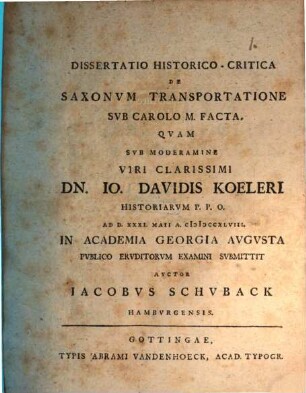 1.
DISSERTATIO HISTORICO-CRITICA
DE
SAXONVM TRANSPORTATIONE
SVB CAROLO M. FACTA,
QVAM
SVB MODERAMINE
VIRI CLARISSIMI
DN. IO. DAVIDIS KOELERI
HISTORIARVM P. P. O.
AD D. XXXI. MAII A. CIƆIƆCCXLVIII.
IN ACADEMIA GEORGIA AVGVSTA
PVBLICO ERVDITORVM EXAMINI SVBMITTIT
AVCTOR
IACOBVS SCHVBACK
HAMBVRGENSIS.
GOTTINGAE,
TYPIS ABRAMI VANDENHOECK, ACAD. TYPOGR.